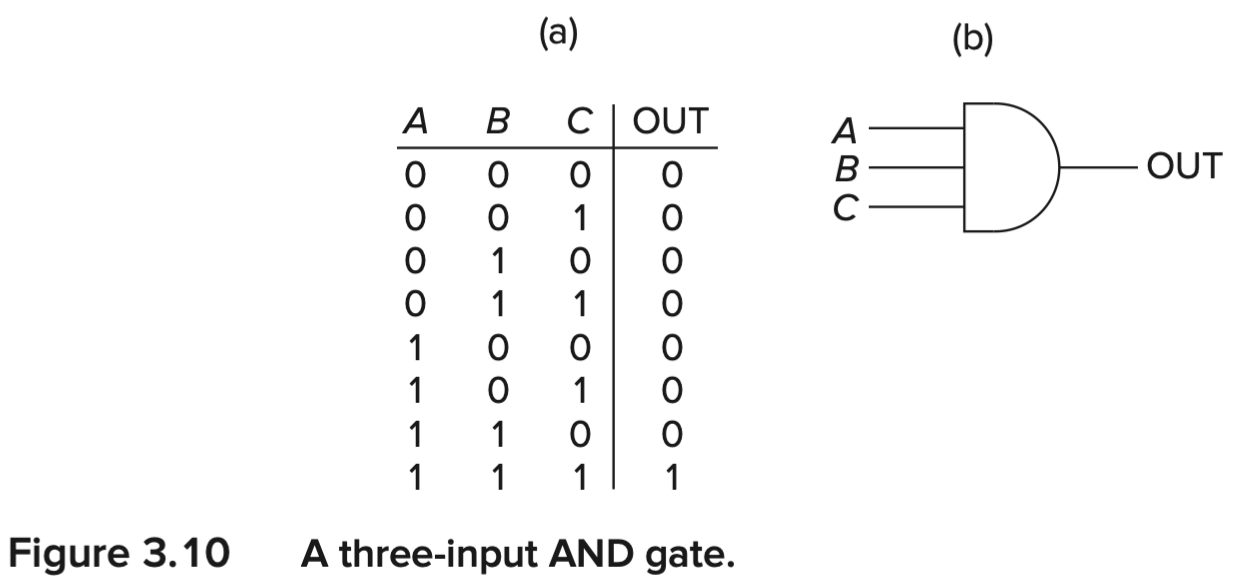 (a)
A B C OUT
0 0 0 0
0 0 1 0
0 1 0 0
0 1 1 0
1 0 0 0
1 0 1 0
1 1 0 0
1 1 1 1
(b)
A
B
C
OUT
Figure 3.10 A three-input AND gate.